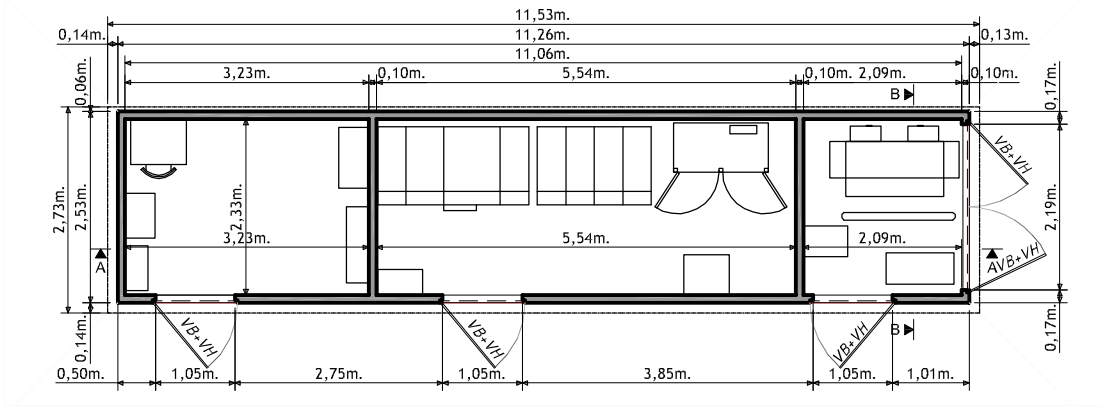 11,53m.
0,14m. 11,26m. 0,13m.
11,06m.
3,23m. 0,10m. 5,54m. 0,10m. 2,09m. 0,10m.
0,06m.
0,17m.
B
VB+VH
2,73m.
2,53m.
2,33m.
2,19m.
3,23m. 5,54m. 2,09m.
A
AVB+VH
B
0,14m.
0,17m.
VB+VH
VB+VH
VB+VH
0,50m. 1,05m. 2,75m. 1,05m. 3,85m. 1,05m. 1,01m.